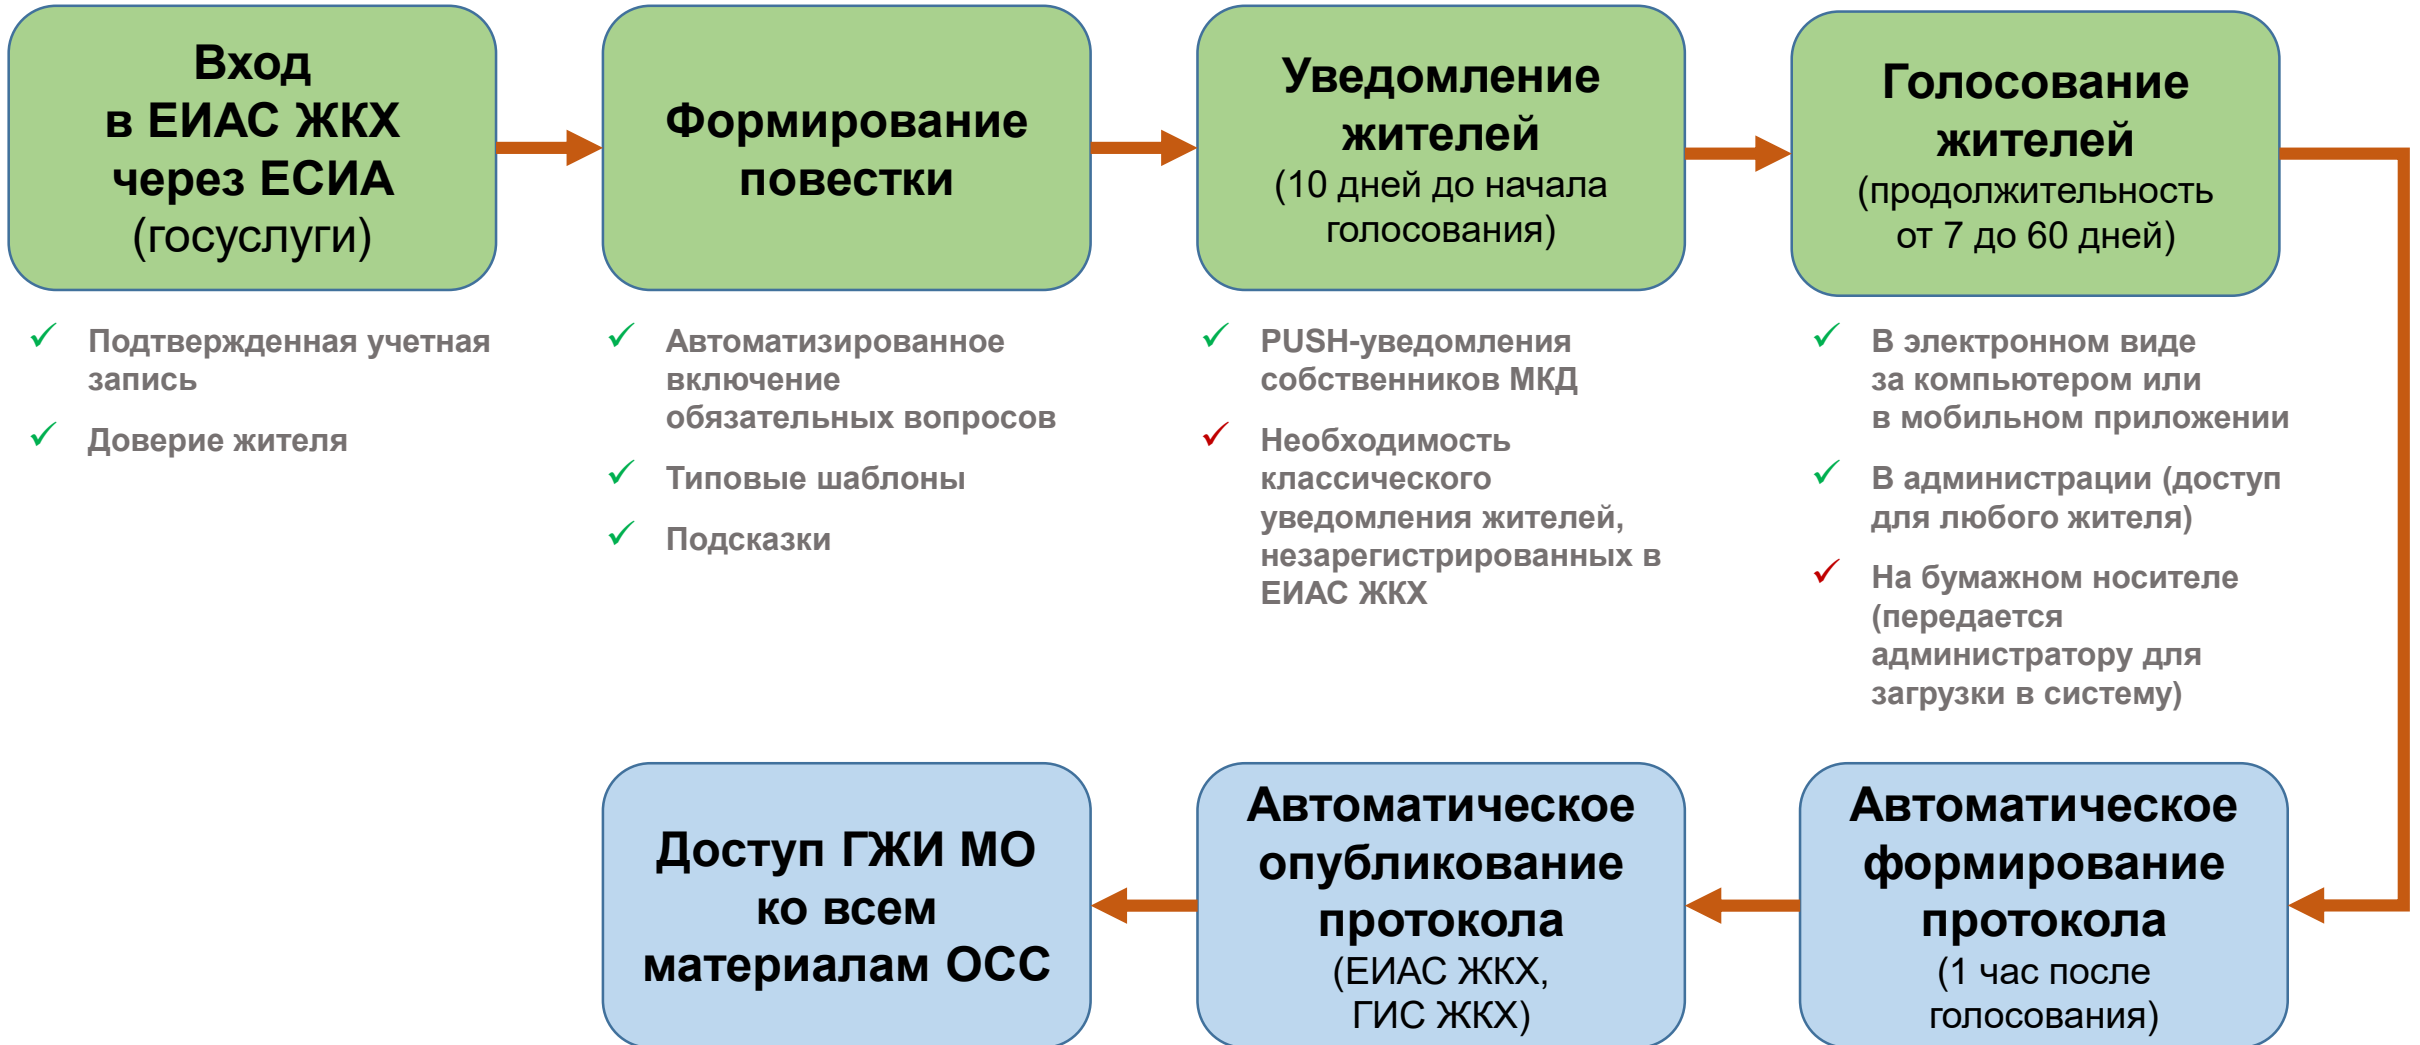 Вход
в ЕИАС ЖКХ
через ЕСИА
(госуслуги)
Формирование
повестки
Уведомление
жителей
(10 дней до начала
голосования)
Голосование
жителей
(продолжительность
от 7 до 60 дней)
✓ Подтвержденная учетная
запись
✓ Доверие жителя
✓ Автоматизированное
включение
обязательных вопросов
✓ Типовые шаблоны
✓ Подсказки
✓ PUSH-уведомления
собственников МКД
✓ Необходимость
классического
уведомления жителей,
незарегистрированных в
ЕИАС ЖКХ
✓ В электронном виде
за компьютером или
в мобильном приложении
✓ В администрации (доступ
для любого жителя)
✓ На бумажном носителе
(передается
администратору для
загрузки в систему)
Доступ ГЖИ МО
ко всем
материалам ОСС
Автоматическое
опубликование
протокола
(ЕИАС ЖКХ,
ГИС ЖКХ)
Автоматическое
формирование
протокола
(1 час после
голосования)